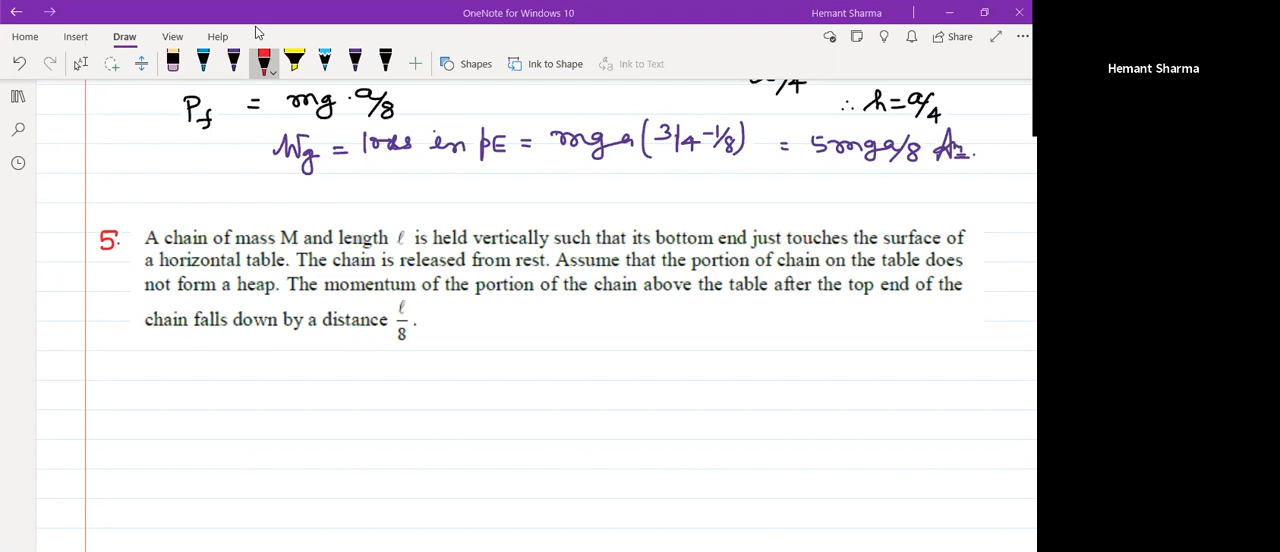 OneNote for Windows 10
Hemant Sharma
Home Insert Draw View Help
Share
Shapes Ink to Shape Ink to Text
Hemant Sharma
P_f = mg · a/8
∴ h = a/4
Wg = loss in PE = mga (3/4 - 1/8) = 5mga/8 Ans.
5. A chain of mass M and length ℓ is held vertically such that its bottom end just touches the surface of
a horizontal table. The chain is released from rest. Assume that the portion of chain on the table does
not form a heap. The momentum of the portion of the chain above the table after the top end of the
chain falls down by a distance ℓ/8 .